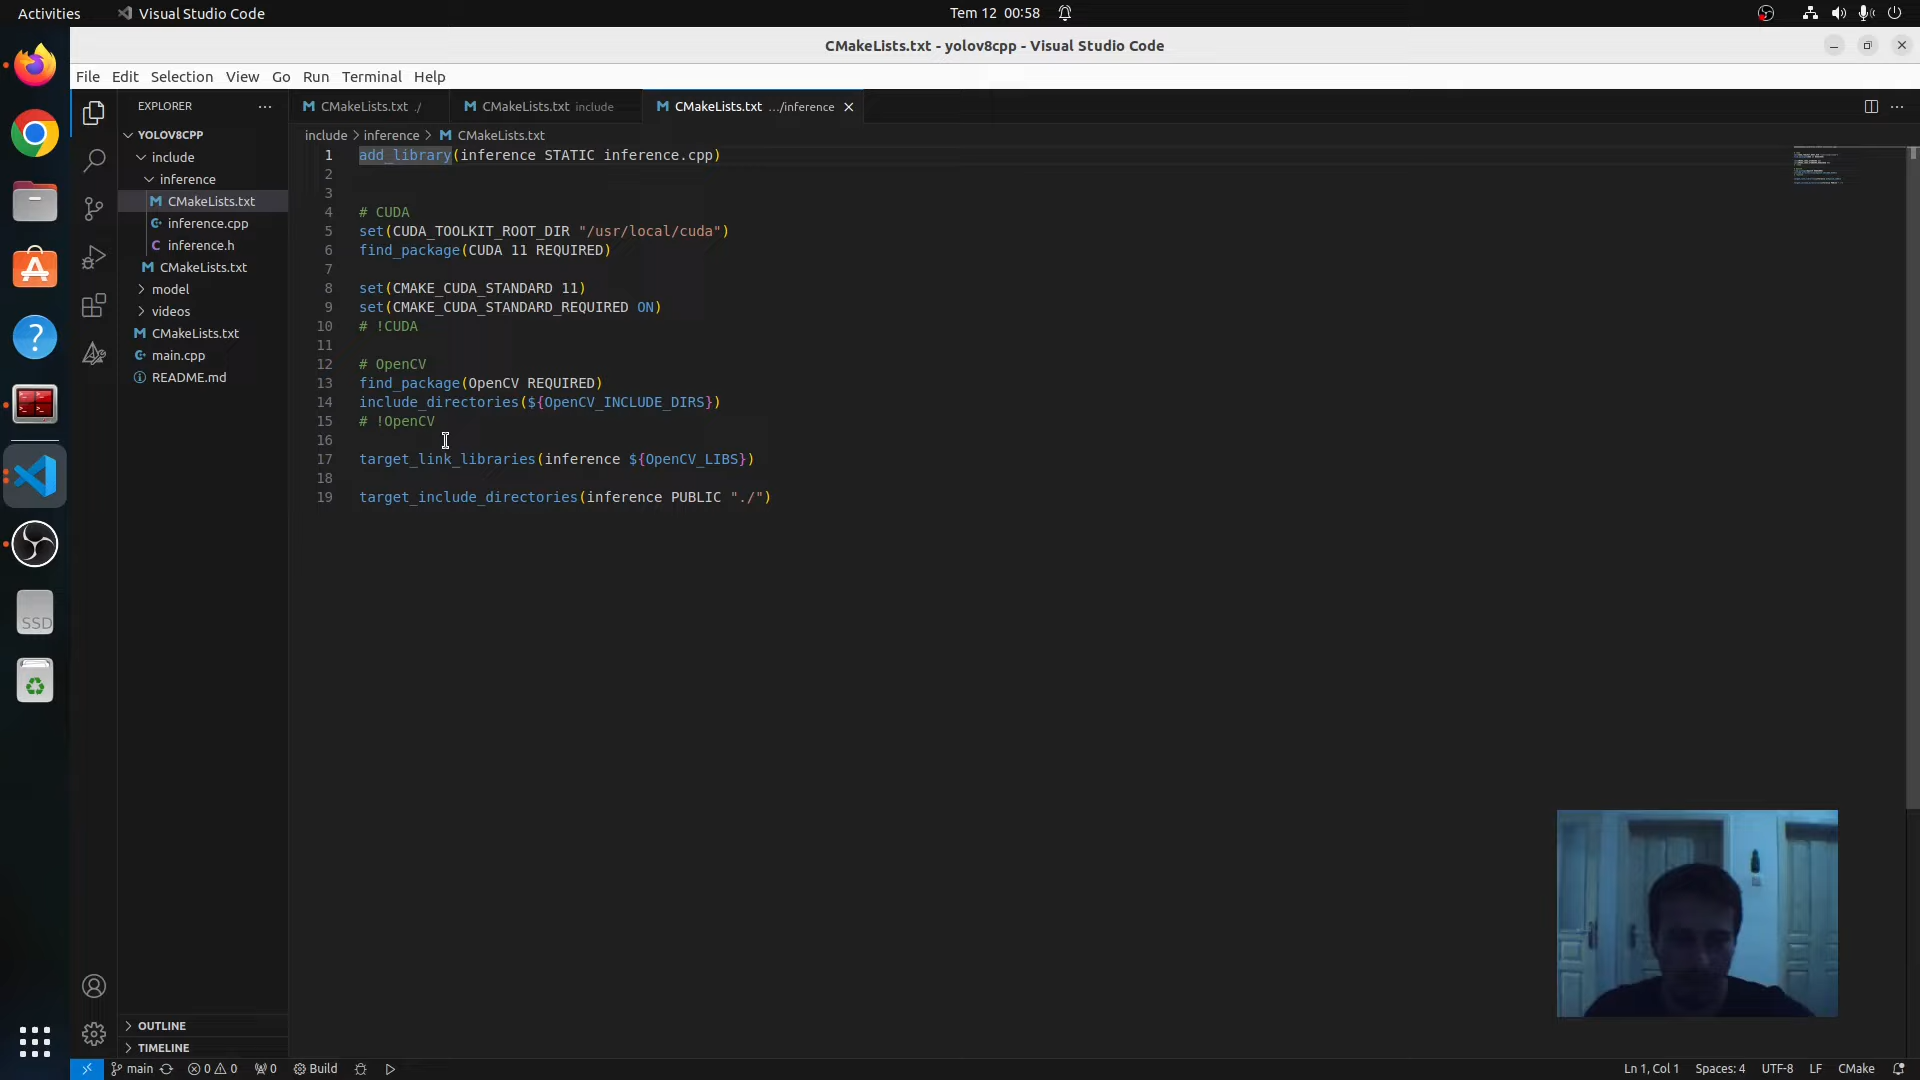 Activities
Visual Studio Code
Tem 12 00:58
CMakeLists.txt - yolov8cpp - Visual Studio Code
File Edit Selection View Go Run Terminal Help
EXPLORER
YOLOV8CPP
include
inference
CMakeLists.txt
inference.cpp
C inference.h
CMakeLists.txt
model
videos
CMakeLists.txt
main.cpp
README.md
OUTLINE
TIMELINE
CMakeLists.txt ./
CMakeLists.txt include
CMakeLists.txt .../inference
include > inference > CMakeLists.txt
1 add_library(inference STATIC inference.cpp)
2
3
4 # CUDA
5 set(CUDA_TOOLKIT_ROOT_DIR "/usr/local/cuda")
6 find_package(CUDA 11 REQUIRED)
7
8 set(CMAKE_CUDA_STANDARD 11)
9 set(CMAKE_CUDA_STANDARD_REQUIRED ON)
10 # !CUDA
11
12 # OpenCV
13 find_package(OpenCV REQUIRED)
14 include_directories(${OpenCV_INCLUDE_DIRS})
15 # !OpenCV
16
17 target_link_libraries(inference ${OpenCV_LIBS})
18
19 target_include_directories(inference PUBLIC "./")
SSD
main 0 0 0 Build
Ln 1, Col 1 Spaces: 4 UTF-8 LF CMake